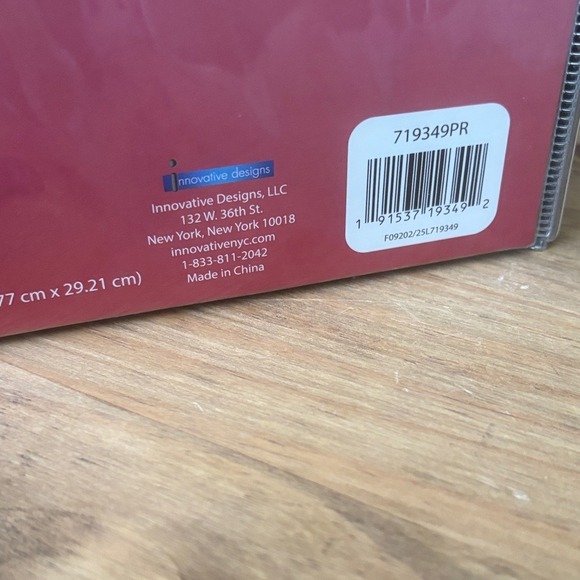 innovative designs
Innovative Designs, LLC
132 W. 36th St.
New York, New York 10018
innovativenyc.com
1-833-811-2042
Made in China
77 cm x 29.21 cm)
719349PR
1 91537 19349 2
F09202/25L719349